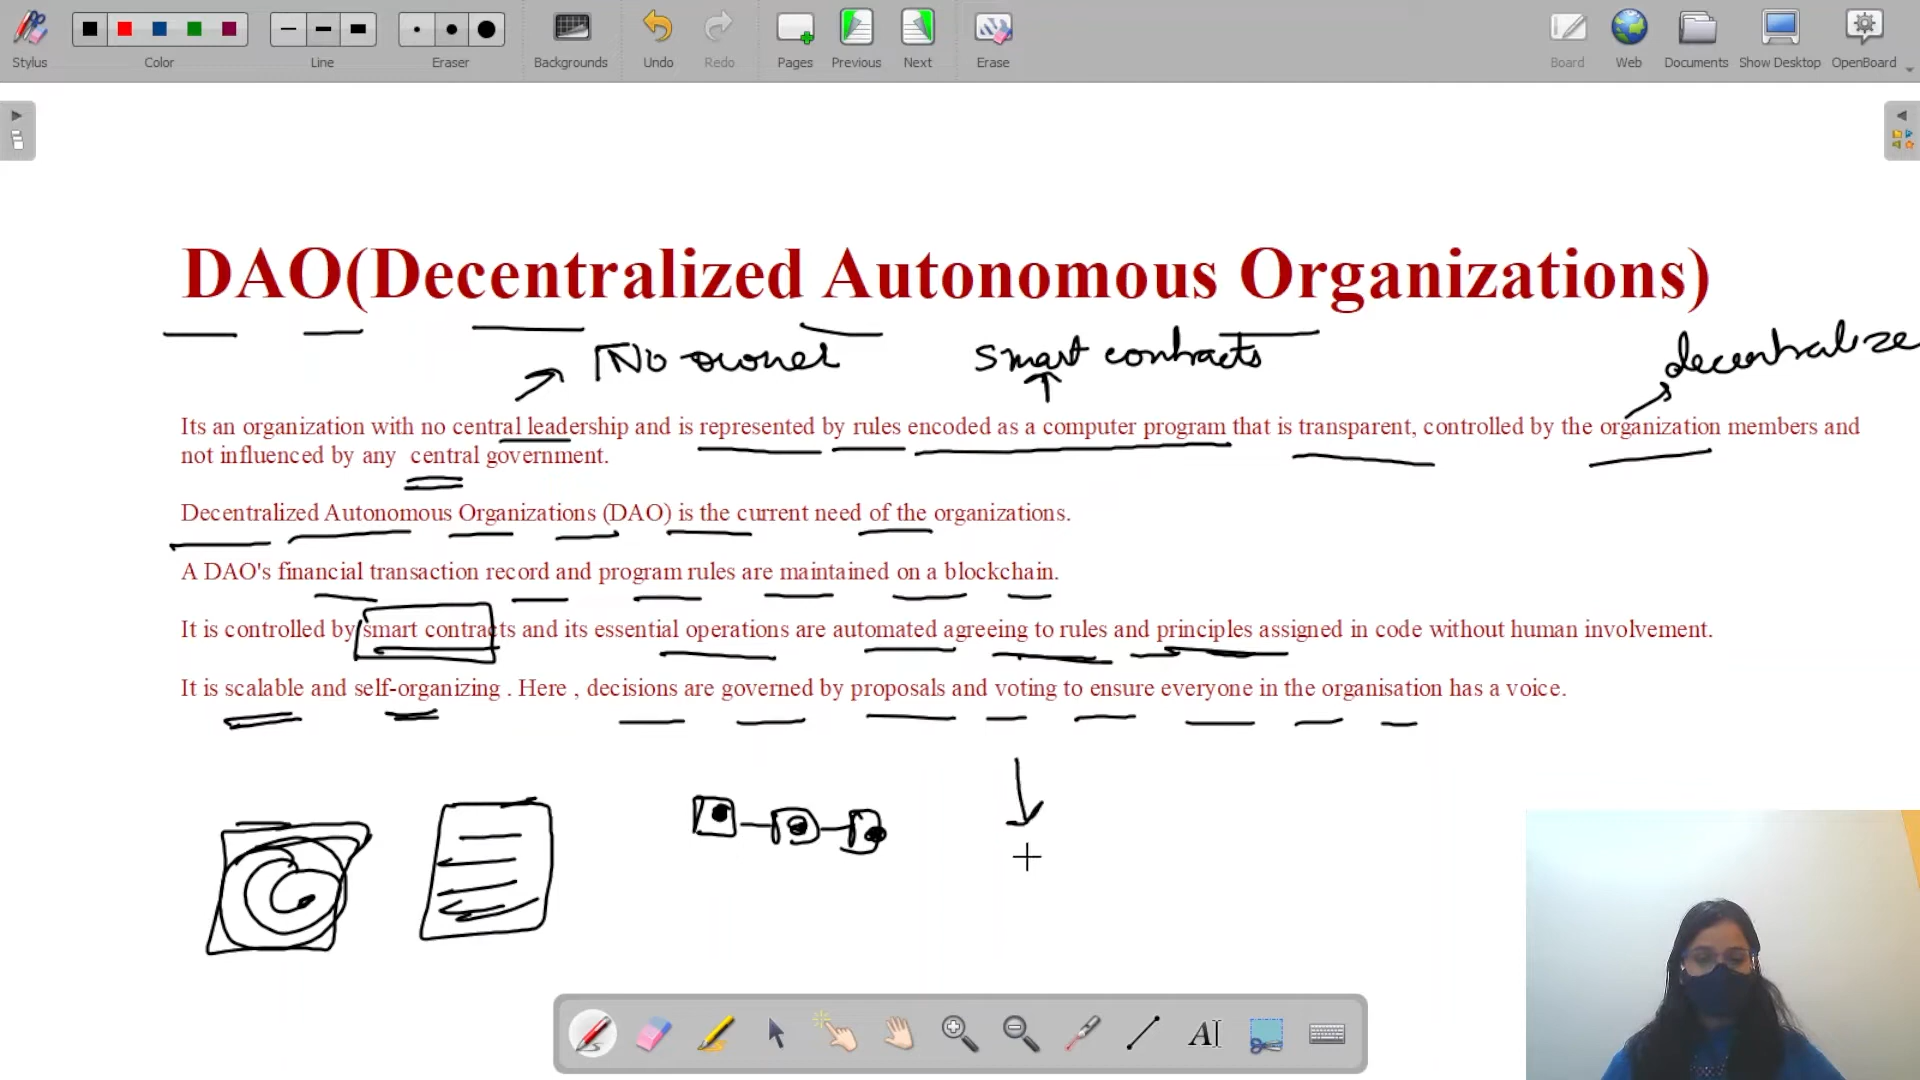 Stylus Color Line Eraser Backgrounds Undo Redo Pages Previous Next Erase Board Web Documents Show Desktop OpenBoard
DAO(Decentralized Autonomous Organizations)
No owner smart contracts decentralize
Its an organization with no central leadership and is represented by rules encoded as a computer program that is transparent, controlled by the organization members and
not influenced by any central government.
Decentralized Autonomous Organizations (DAO) is the current need of the organizations.
A DAO's financial transaction record and program rules are maintained on a blockchain.
It is controlled by smart contracts and its essential operations are automated agreeing to rules and principles assigned in code without human involvement.
It is scalable and self-organizing . Here , decisions are governed by proposals and voting to ensure everyone in the organisation has a voice.